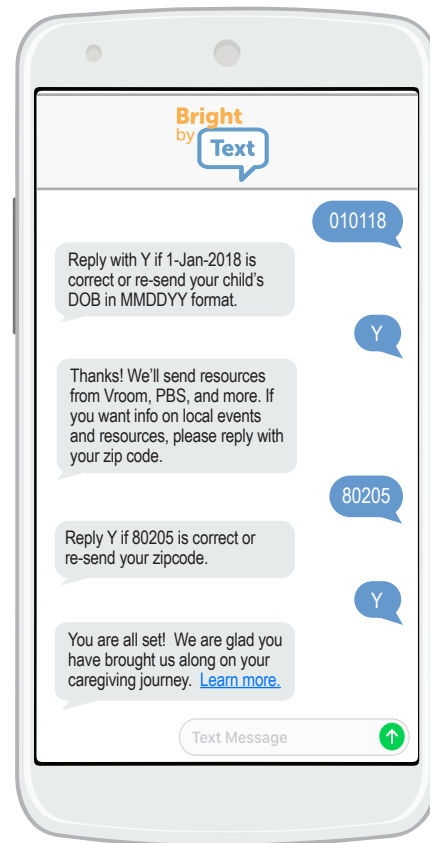 Bright
by
Text
010118
Reply with Y if 1-Jan-2018 is
correct or re-send your child's
DOB in MMDDYY format.
Y
Thanks! We'll send resources
from Vroom, PBS, and more. If
you want info on local events
and resources, please reply with
your zip code.
80205
Reply Y if 80205 is correct or
re-send your zipcode.
Y
You are all set!  We are glad you
have brought us along on your
caregiving journey.  Learn more.
Text Message